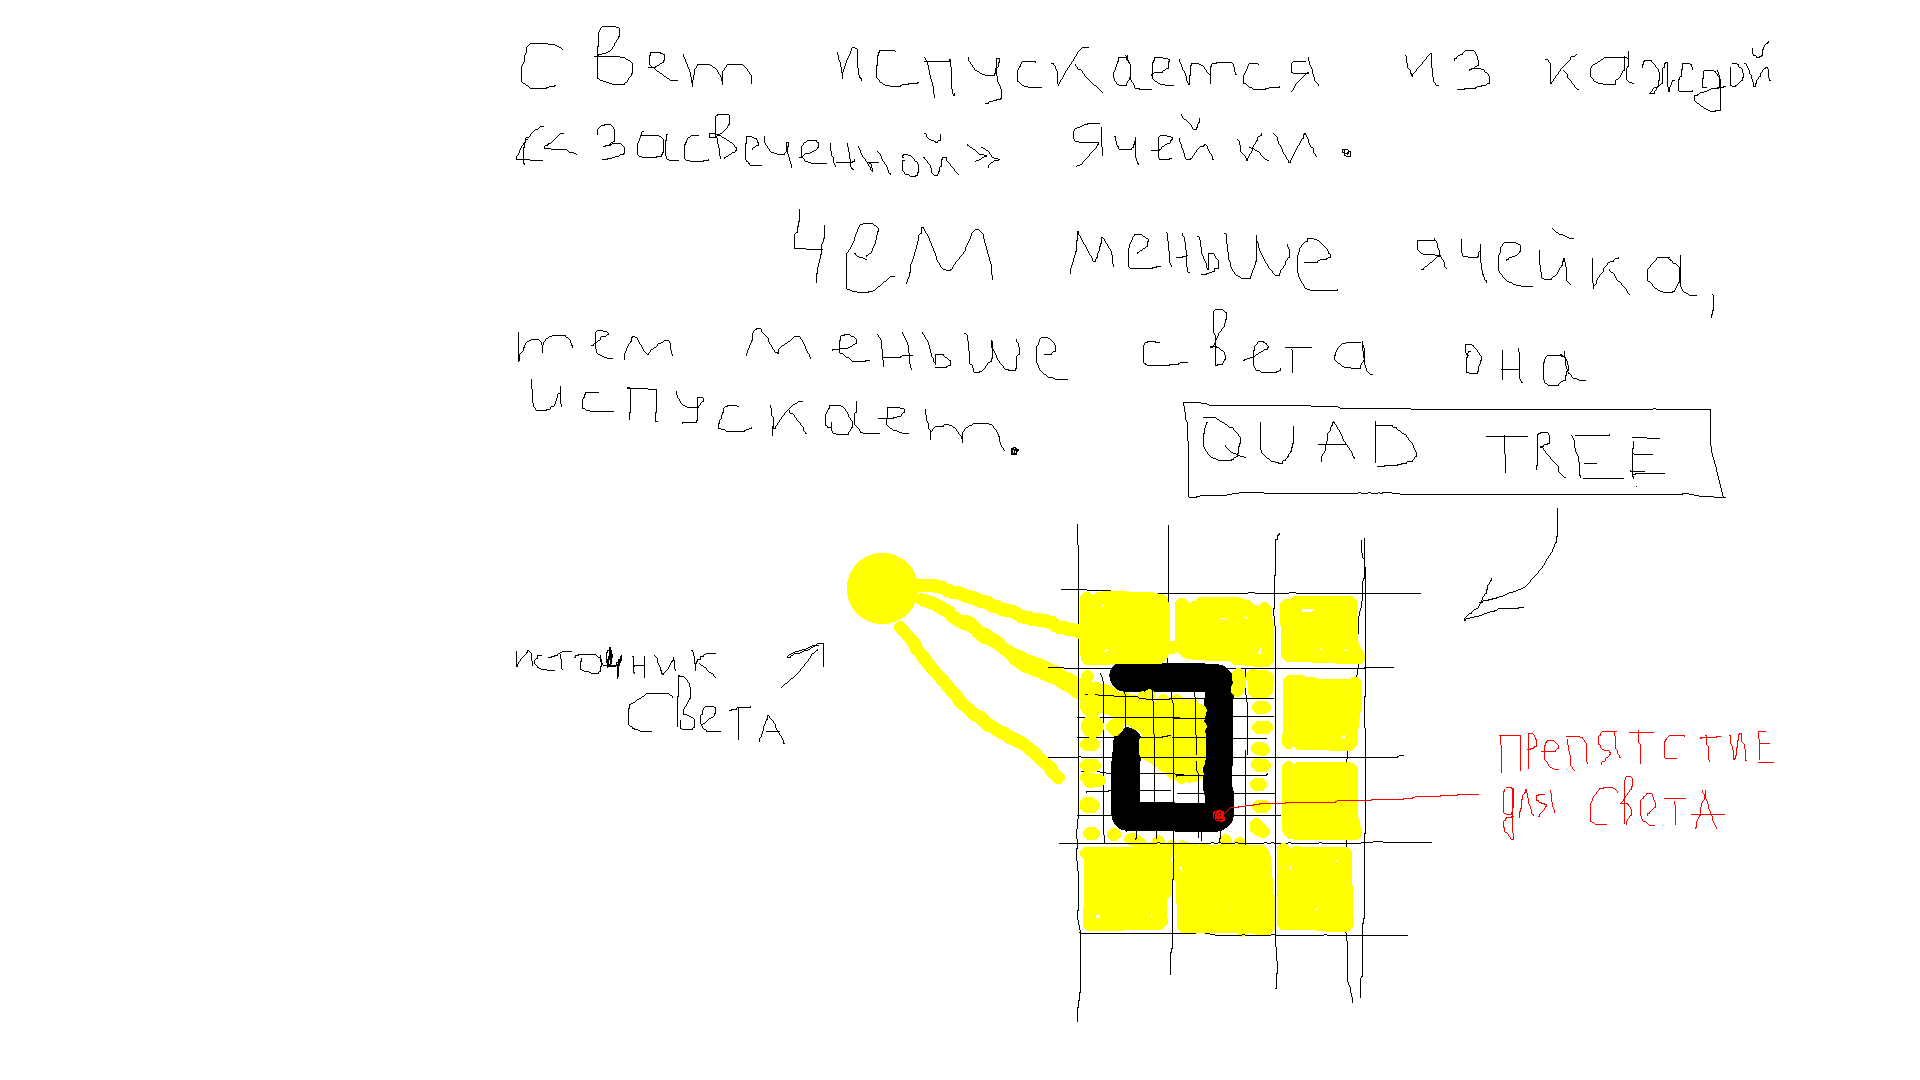 Свет испускается из каждой
«засвеченной» ячейки.
Чем меньше ячейка,
тем меньше света она
испускает.
QUAD TREE
источник
света
препятстие
для света